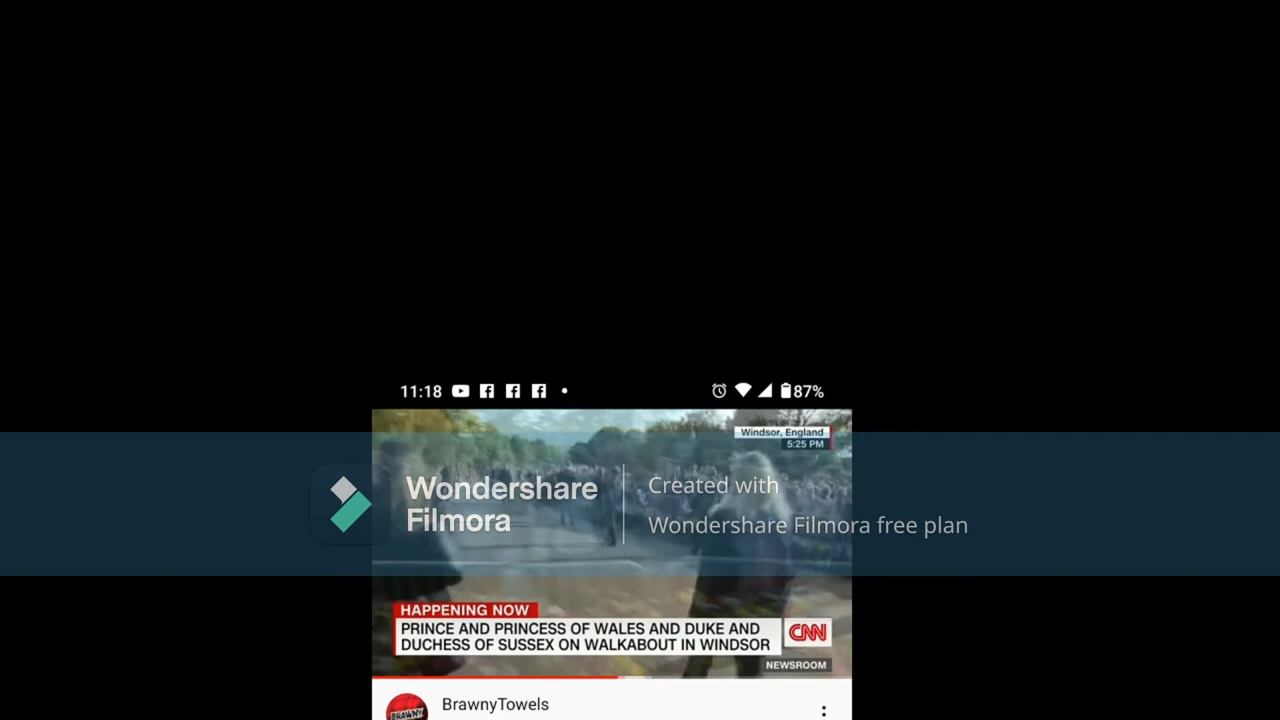 11:18
87%
Windsor, England
5:25 PM
Wondershare
Filmora
Created with
Wondershare Filmora free plan
HAPPENING NOW
PRINCE AND PRINCESS OF WALES AND DUKE AND
DUCHESS OF SUSSEX ON WALKABOUT IN WINDSOR
CNN
NEWSROOM
BrawnyTowels
BRAWNY